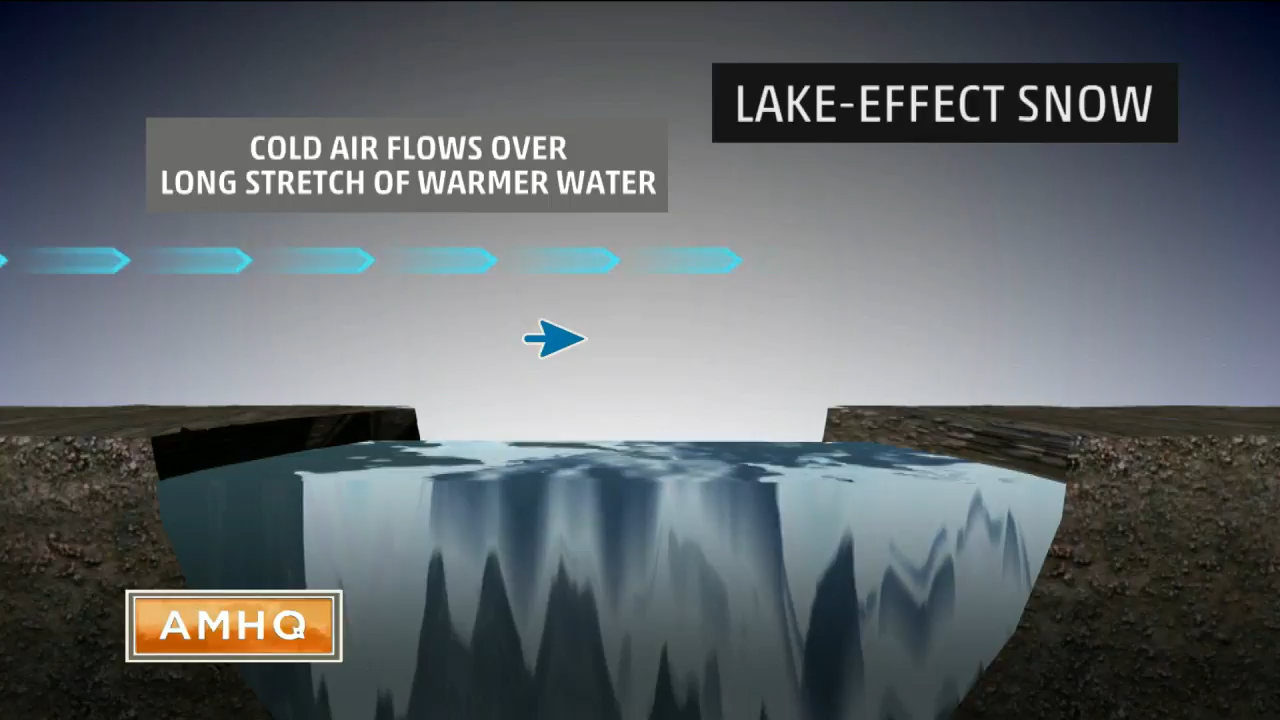 LAKE-EFFECT SNOW
COLD AIR FLOWS OVER
LONG STRETCH OF WARMER WATER
AMHQ